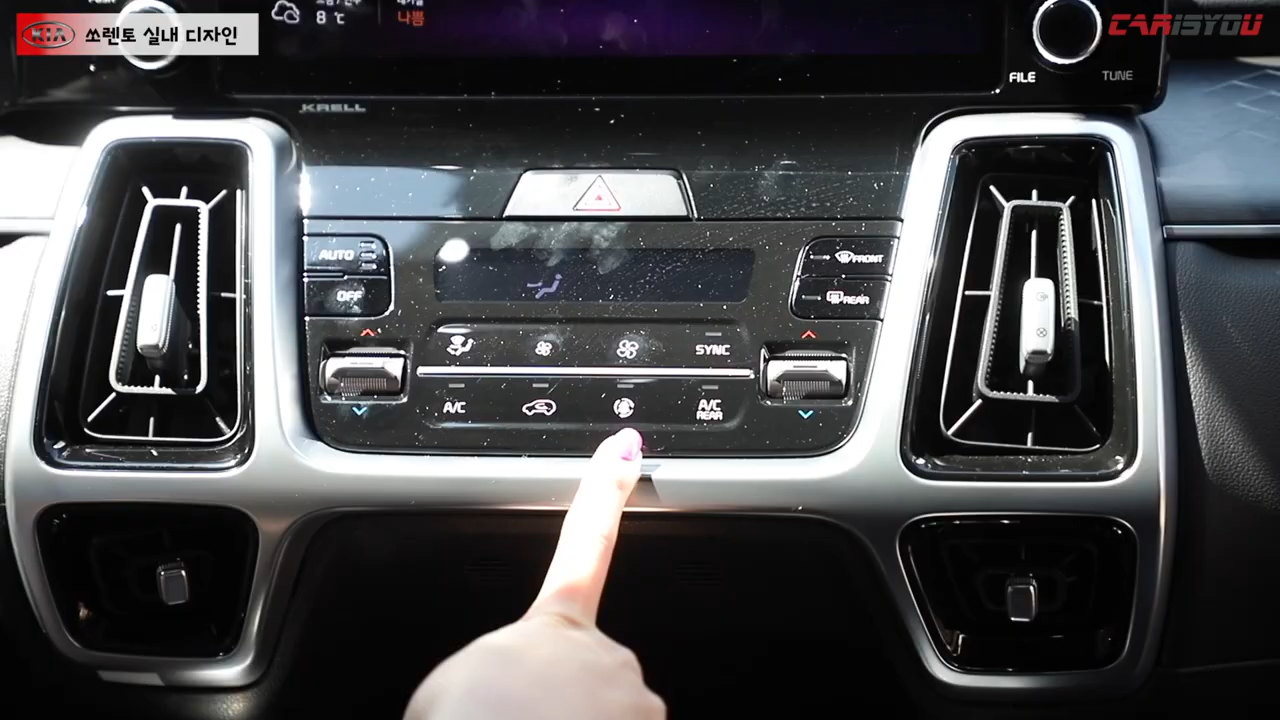 KIA 쏘렌토 실내 디자인
CARISYOU
8 ℃
나쁨
FILE
TUNE
KRELL
AUTO
OFF
FRONT
REAR
SYNC
A/C
A/C
REAR